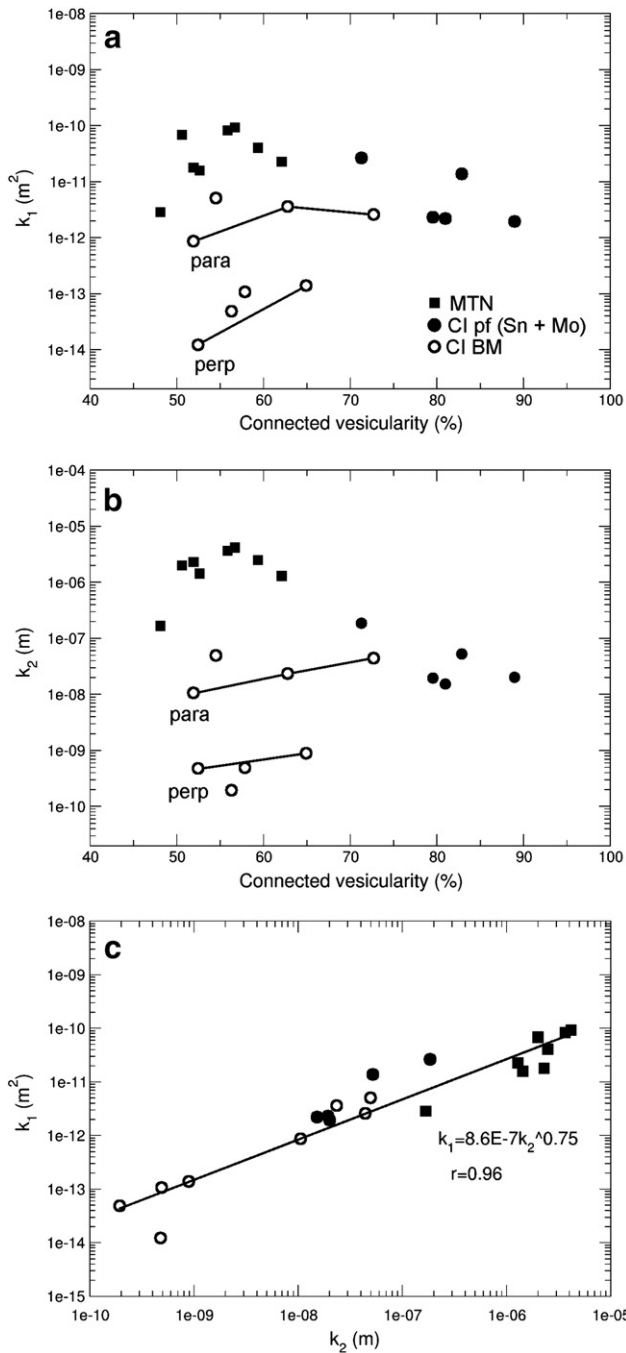 a
1e-08
1e-09
1e-10
1e-11
1e-12
1e-13
1e-14
k₁ (m²)
para
perp
MTN
CI pf (Sn + Mo)
CI BM
40 50 60 70 80 90 100
Connected vesicularity (%)
b
1e-04
1e-05
1e-06
1e-07
1e-08
1e-09
1e-10
k₂ (m)
para
perp
40 50 60 70 80 90 100
Connected vesicularity (%)
c
1e-08
1e-09
1e-10
1e-11
1e-12
1e-13
1e-14
1e-15
k₁ (m²)
k₁=8.6E-7k₂^0.75
r=0.96
1e-10 1e-09 1e-08 1e-07 1e-06 1e-05
k₂ (m)